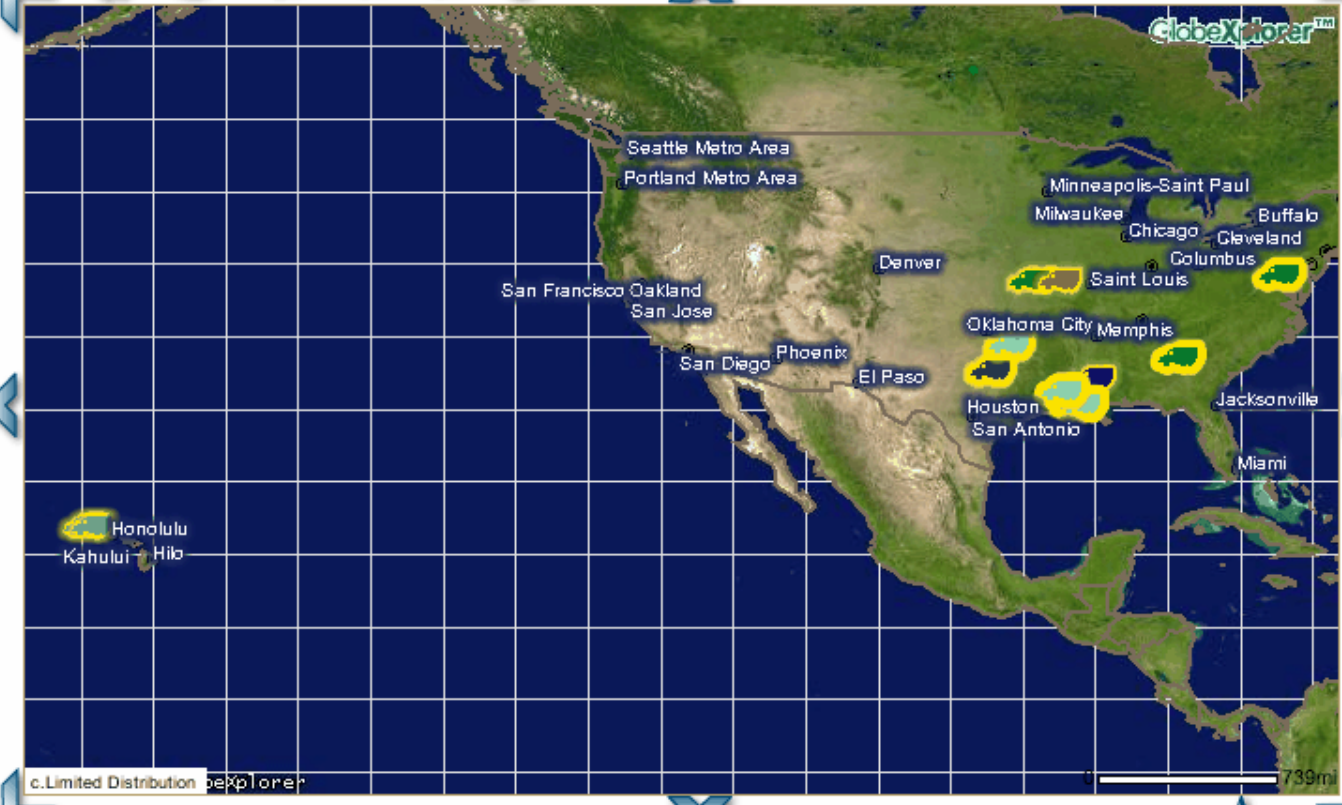 GlobeXplorer™
Seattle Metro Area
Portland Metro Area
Minneapolis-Saint Paul
Milwaukee
Buffalo
Chicago
Cleveland
Columbus
Denver
Saint Louis
San Francisco Oakland
San Jose
Oklahoma City
Memphis
San Diego
Phoenix
El Paso
Houston
Jacksonville
San Antonio
Miami
Honolulu
Kahului
Hilo
c.Limited Distribution
beXplorer
0
739mi